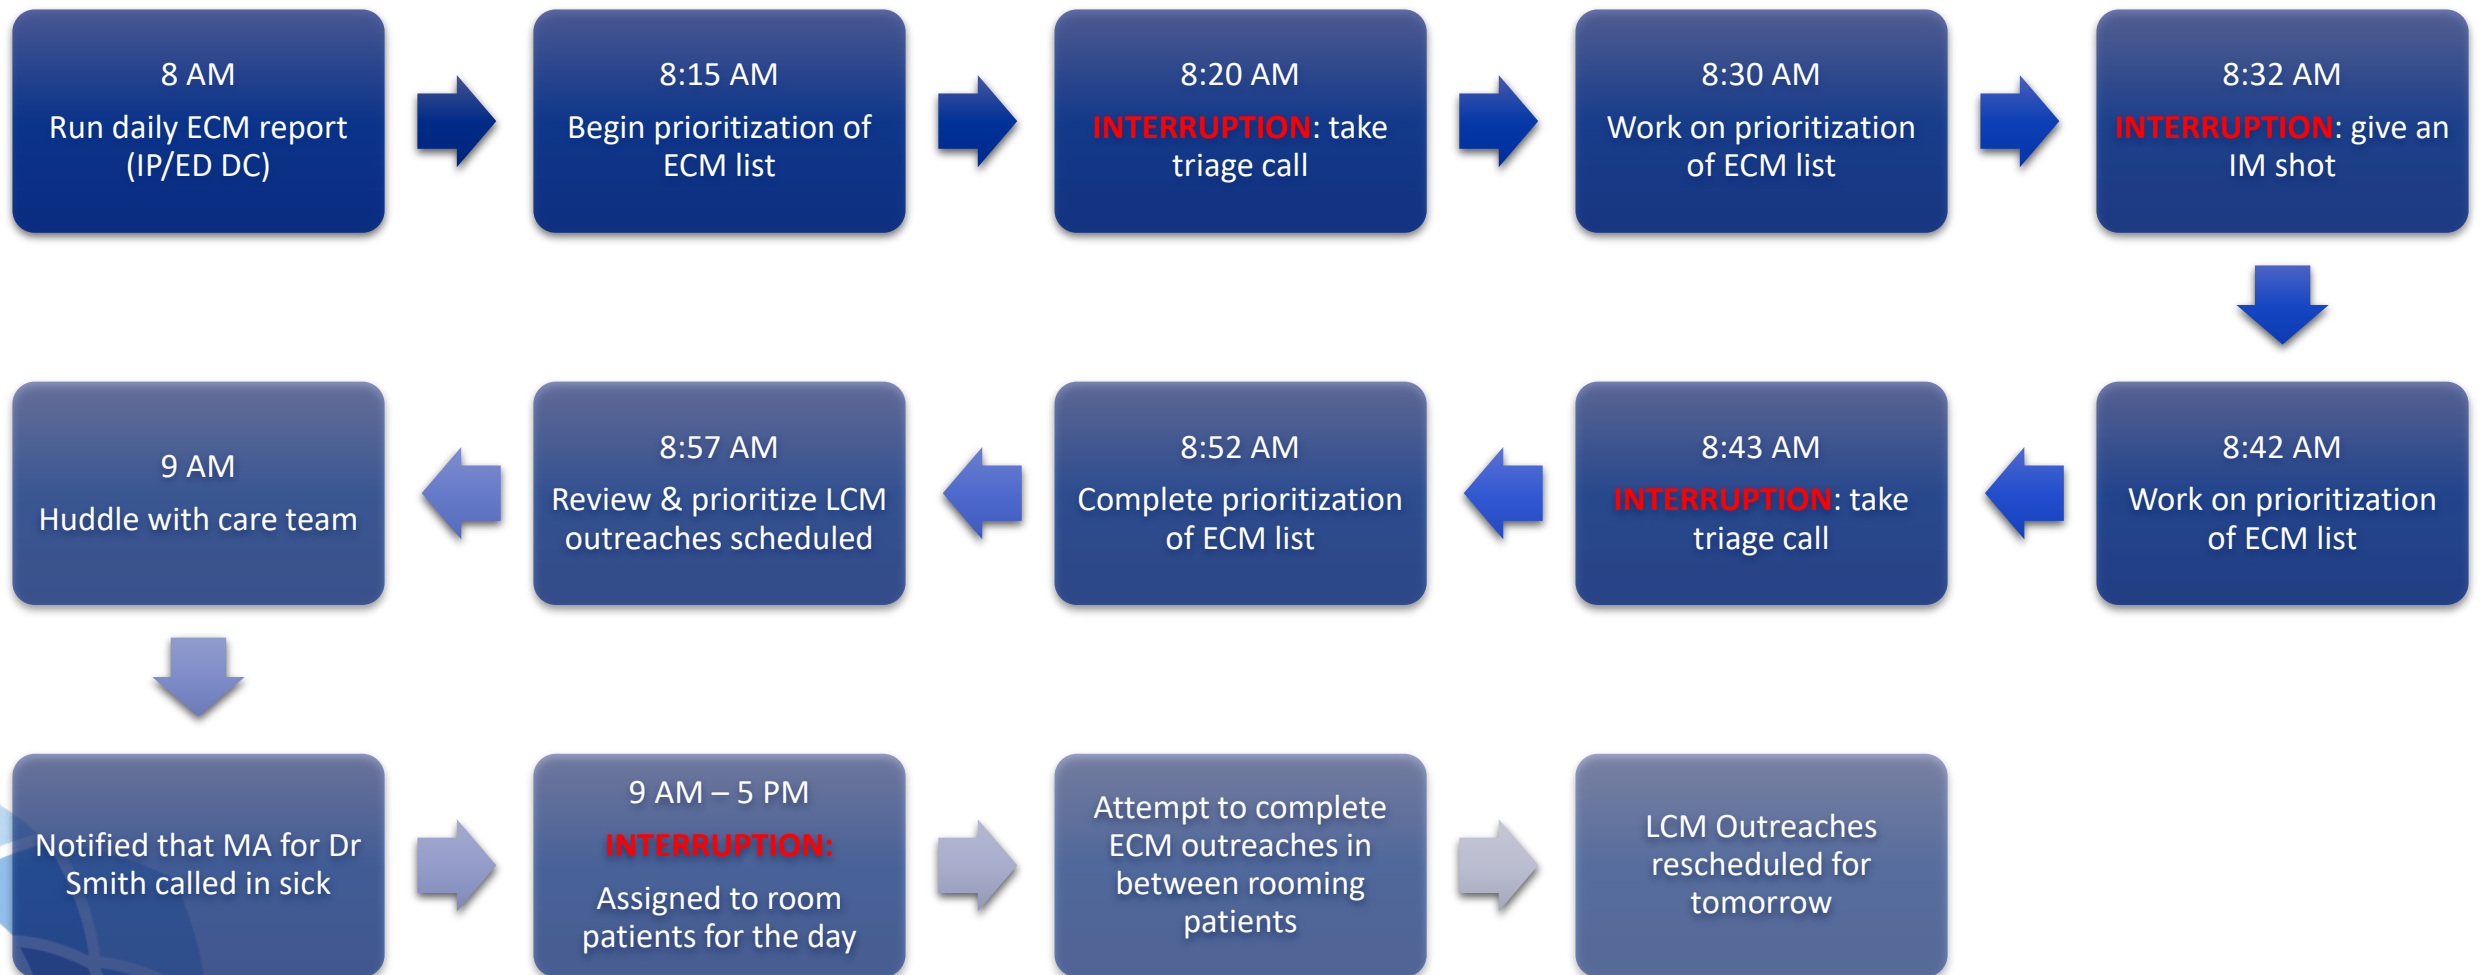 8 AM
Run daily ECM report
(IP/ED DC)
8:15 AM
Begin prioritization of
ECM list
8:20 AM
INTERRUPTION: take
triage call
8:30 AM
Work on prioritization
of ECM list
8:32 AM
INTERRUPTION: give an
IM shot
8:42 AM
Work on prioritization
of ECM list
8:43 AM
INTERRUPTION: take
triage call
8:52 AM
Complete prioritization
of ECM list
8:57 AM
Review & prioritize LCM
outreaches scheduled
9 AM
Huddle with care team
Notified that MA for Dr
Smith called in sick
9 AM – 5 PM
INTERRUPTION:
Assigned to room
patients for the day
Attempt to complete
ECM outreaches in
between rooming
patients
LCM Outreaches
rescheduled for
tomorrow